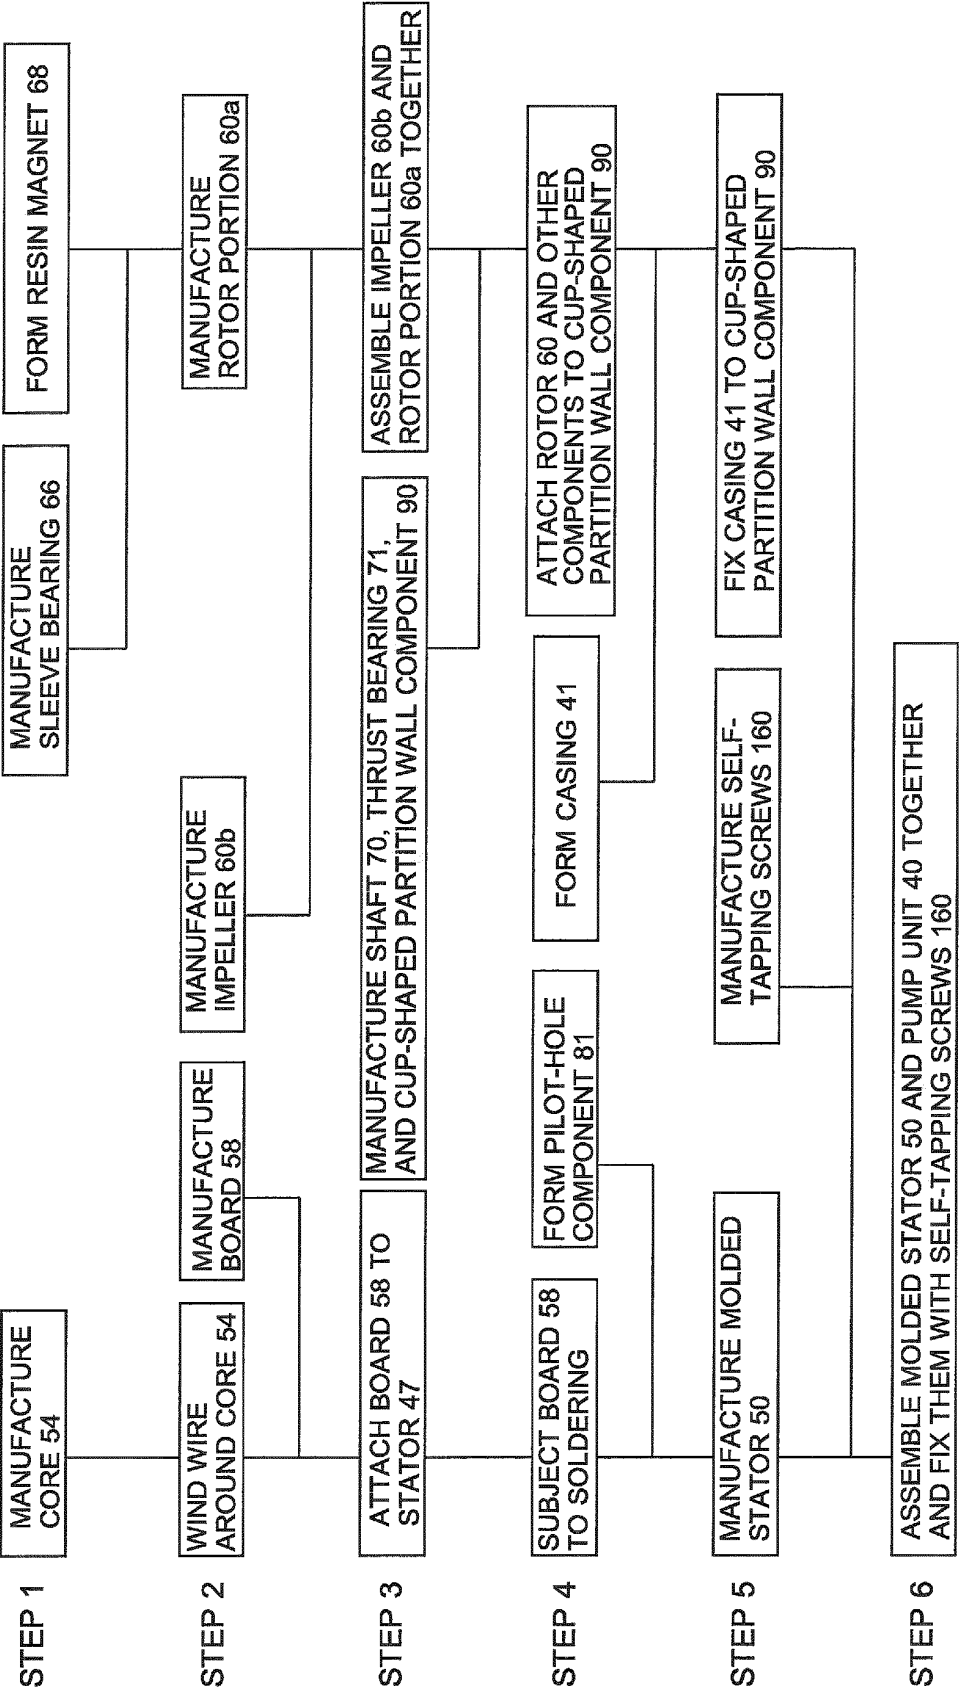 STEP 1
MANUFACTURE
CORE 54
MANUFACTURE
SLEEVE BEARING 66
FORM RESIN MAGNET 68
STEP 2
WIND WIRE
AROUND CORE 54
MANUFACTURE
BOARD 58
MANUFACTURE
IMPELLER 60b
MANUFACTURE
ROTOR PORTION 60a
STEP 3
ATTACH BOARD 58 TO
STATOR 47
MANUFACTURE SHAFT 70, THRUST BEARING 71,
AND CUP-SHAPED PARTITION WALL COMPONENT 90
ASSEMBLE IMPELLER 60b AND
ROTOR PORTION 60a TOGETHER
STEP 4
SUBJECT BOARD 58
TO SOLDERING
FORM PILOT-HOLE
COMPONENT 81
FORM CASING 41
ATTACH ROTOR 60 AND OTHER
COMPONENTS TO CUP-SHAPED
PARTITION WALL COMPONENT 90
STEP 5
MANUFACTURE MOLDED
STATOR 50
MANUFACTURE SELF-
TAPPING SCREWS 160
FIX CASING 41 TO CUP-SHAPED
PARTITION WALL COMPONENT 90
STEP 6
ASSEMBLE MOLDED STATOR 50 AND PUMP UNIT 40 TOGETHER
AND FIX THEM WITH SELF-TAPPING SCREWS 160